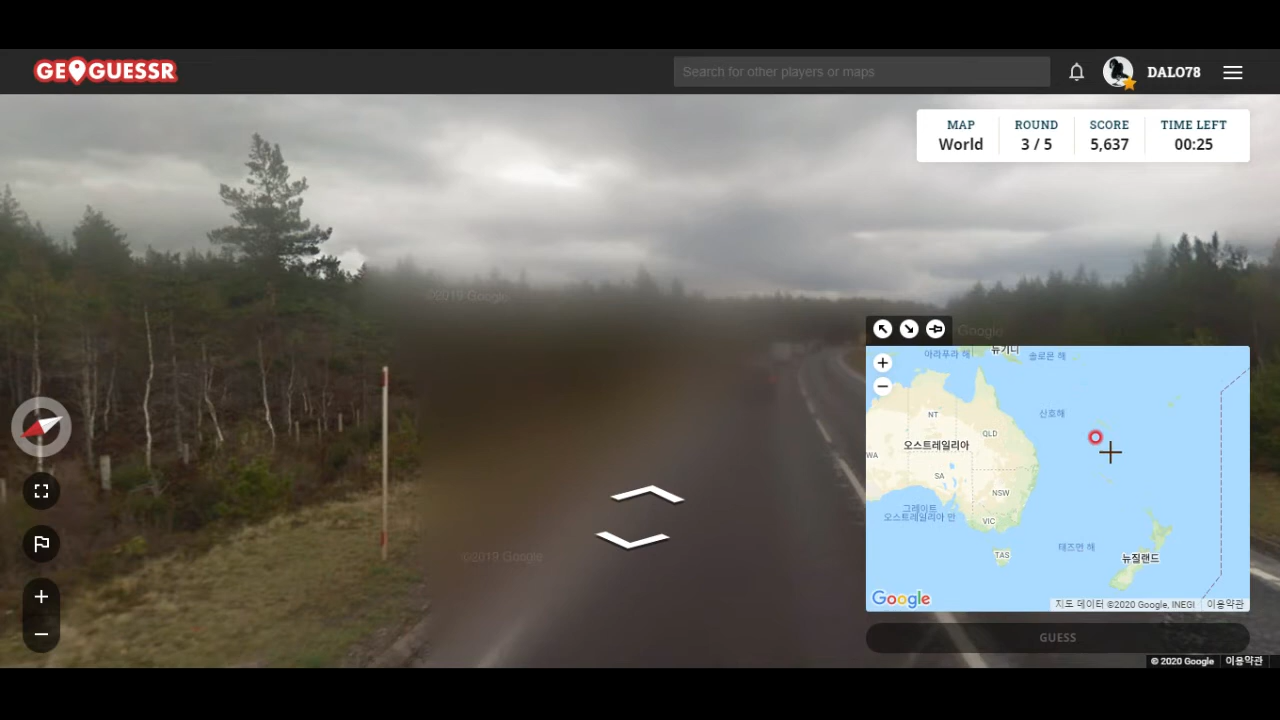 GEOGUESSR
Search for other players or maps
DALO78
MAP
World
ROUND
3 / 5
SCORE
5,637
TIME LEFT
00:25
©2019 Google
Google
©2019 Google
아라푸라 해
뉴기니
솔로몬 해
산호해
NT
QLD
오스트레일리아
WA
SA
NSW
그레이트
오스트레일리아 만
VIC
태즈먼 해
TAS
뉴질랜드
Google
지도 데이터 ©2020 Google, INEGI
이용약관
GUESS
© 2020 Google
이용약관